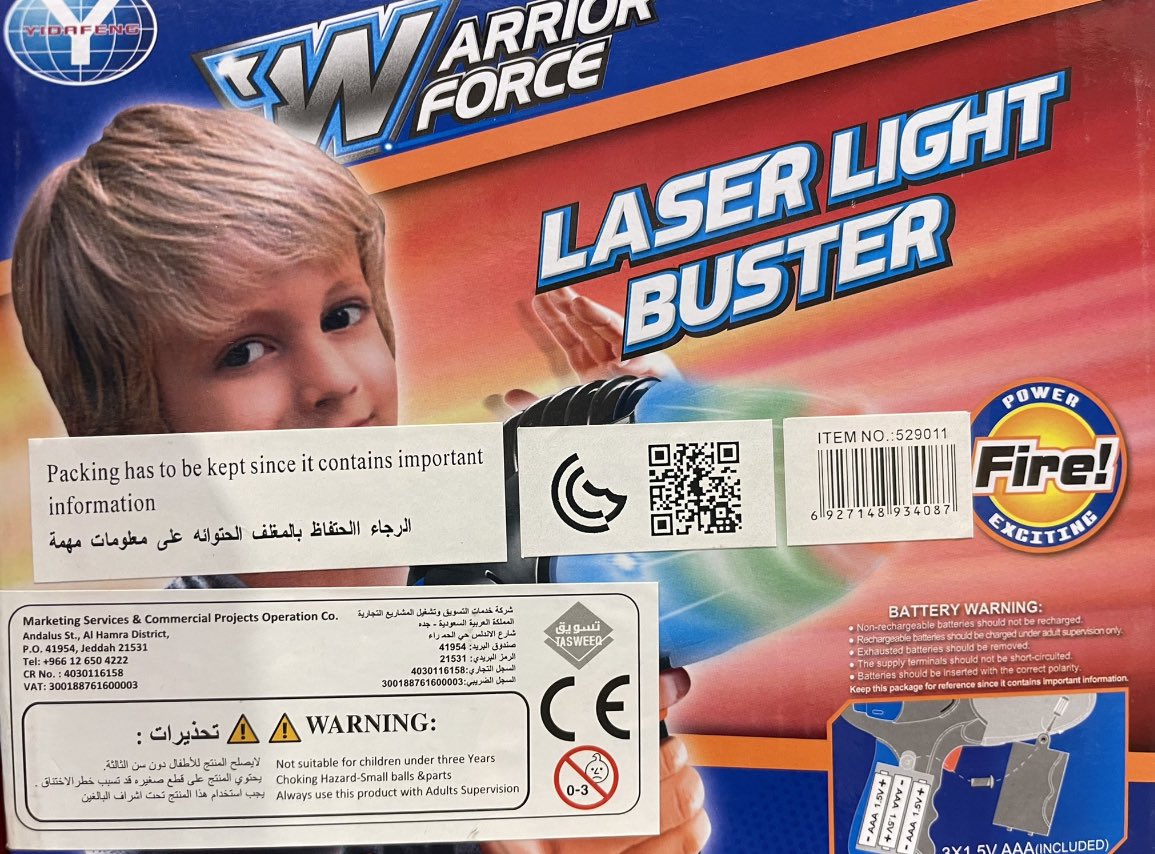 YIDAFENG
WARRIOR
FORCE
LASER LIGHT
BUSTER
POWER
Fire!
EXCITING
Packing has to be kept since it contains important
information
الرجاء االحتفاظ بالمغلف الحتوائه على معلومات مهمة
ITEM NO.:529011
6 927148 934087
Marketing Services & Commercial Projects Operation Co.
Andalus St., Al Hamra District,
P.O. 41954, Jeddah 21531
Tel: +966 12 650 4222
CR No. : 4030116158
VAT: 300188761600003
شركة خدمات التسويق وتشغيل المشاريع التجارية
المملكة العربية السعودية - جده
شارع الاندلس حي الحمراء
صندوق البريد: 41954
الرمز البريدي: 21531
السجل التجاري:4030116158
السجل الضريبي:300188761600003
تسويق
TASWEEQ
CE
WARNING:
تحذيرات :
Not suitable for children under three Years
Choking Hazard-Small balls &parts
Always use this product with Adults Supervision
لايصلح المنتج للأطفال دون سن الثالثة.
يحتوي المنتج على قطع صغيره قد تسبب خطر الاختناق .
يجب استخدام هذا المنتج تحت اشراف البالغين
0-3
BATTERY WARNING:
• Non-rechargeable batteries should not be recharged.
• Rechargeable batteries should be charged under adult supervision only.
• Exhausted batteries should be removed.
• The supply terminals should not be short-circuited.
• Batteries should be inserted with the correct polarity.
Keep this package for reference since it contains important information.
- AAA 1.5V +
+ AAA 1.5V -
- AAA 1.5V +
3X1.5V AAA(INCLUDED)